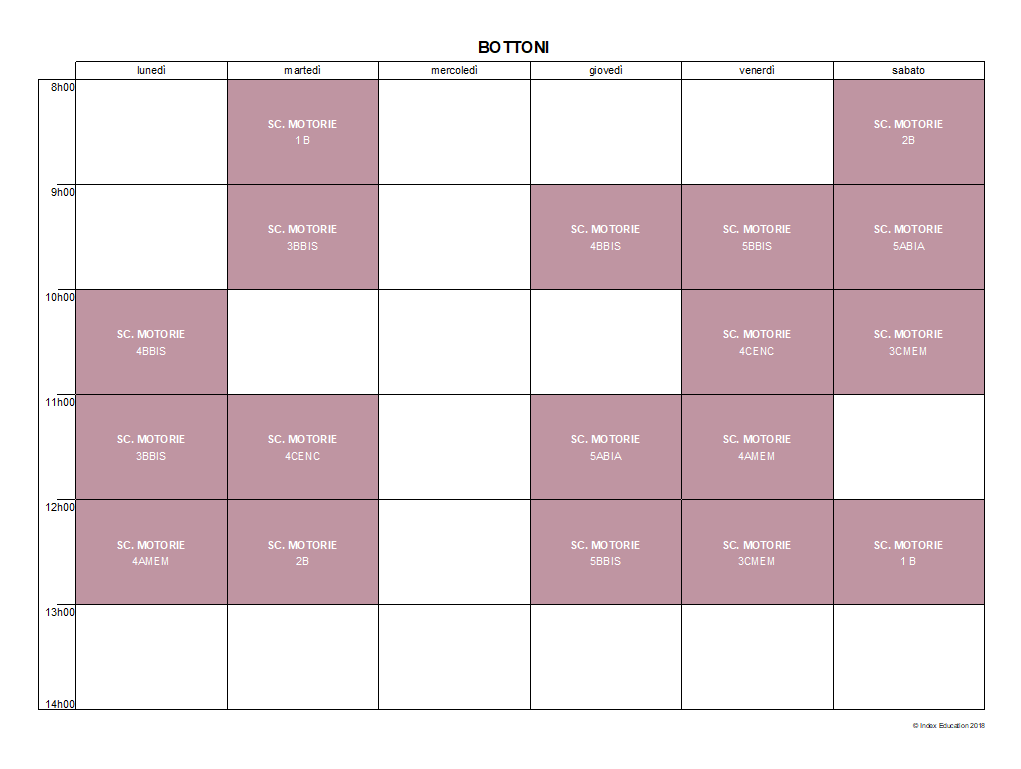 BOTTONI
lunedì martedì mercoledì giovedì venerdì sabato
8h00
SC. MOTORIE SC. MOTORIE
1 B 2B
9h00
SC. MOTORIE SC. MOTORIE SC. MOTORIE SC. MOTORIE
3BBIS 4BBIS 5BBIS 5ABIA
10h00
SC. MOTORIE SC. MOTORIE SC. MOTORIE
4BBIS 4CENC 3CMEM
11h00
SC. MOTORIE SC. MOTORIE SC. MOTORIE SC. MOTORIE
3BBIS 4CENC 5ABIA 4AMEM
12h00
SC. MOTORIE SC. MOTORIE SC. MOTORIE SC. MOTORIE SC. MOTORIE
4AMEM 2B 5BBIS 3CMEM 1 B
13h00
14h00
© Index Education 2018